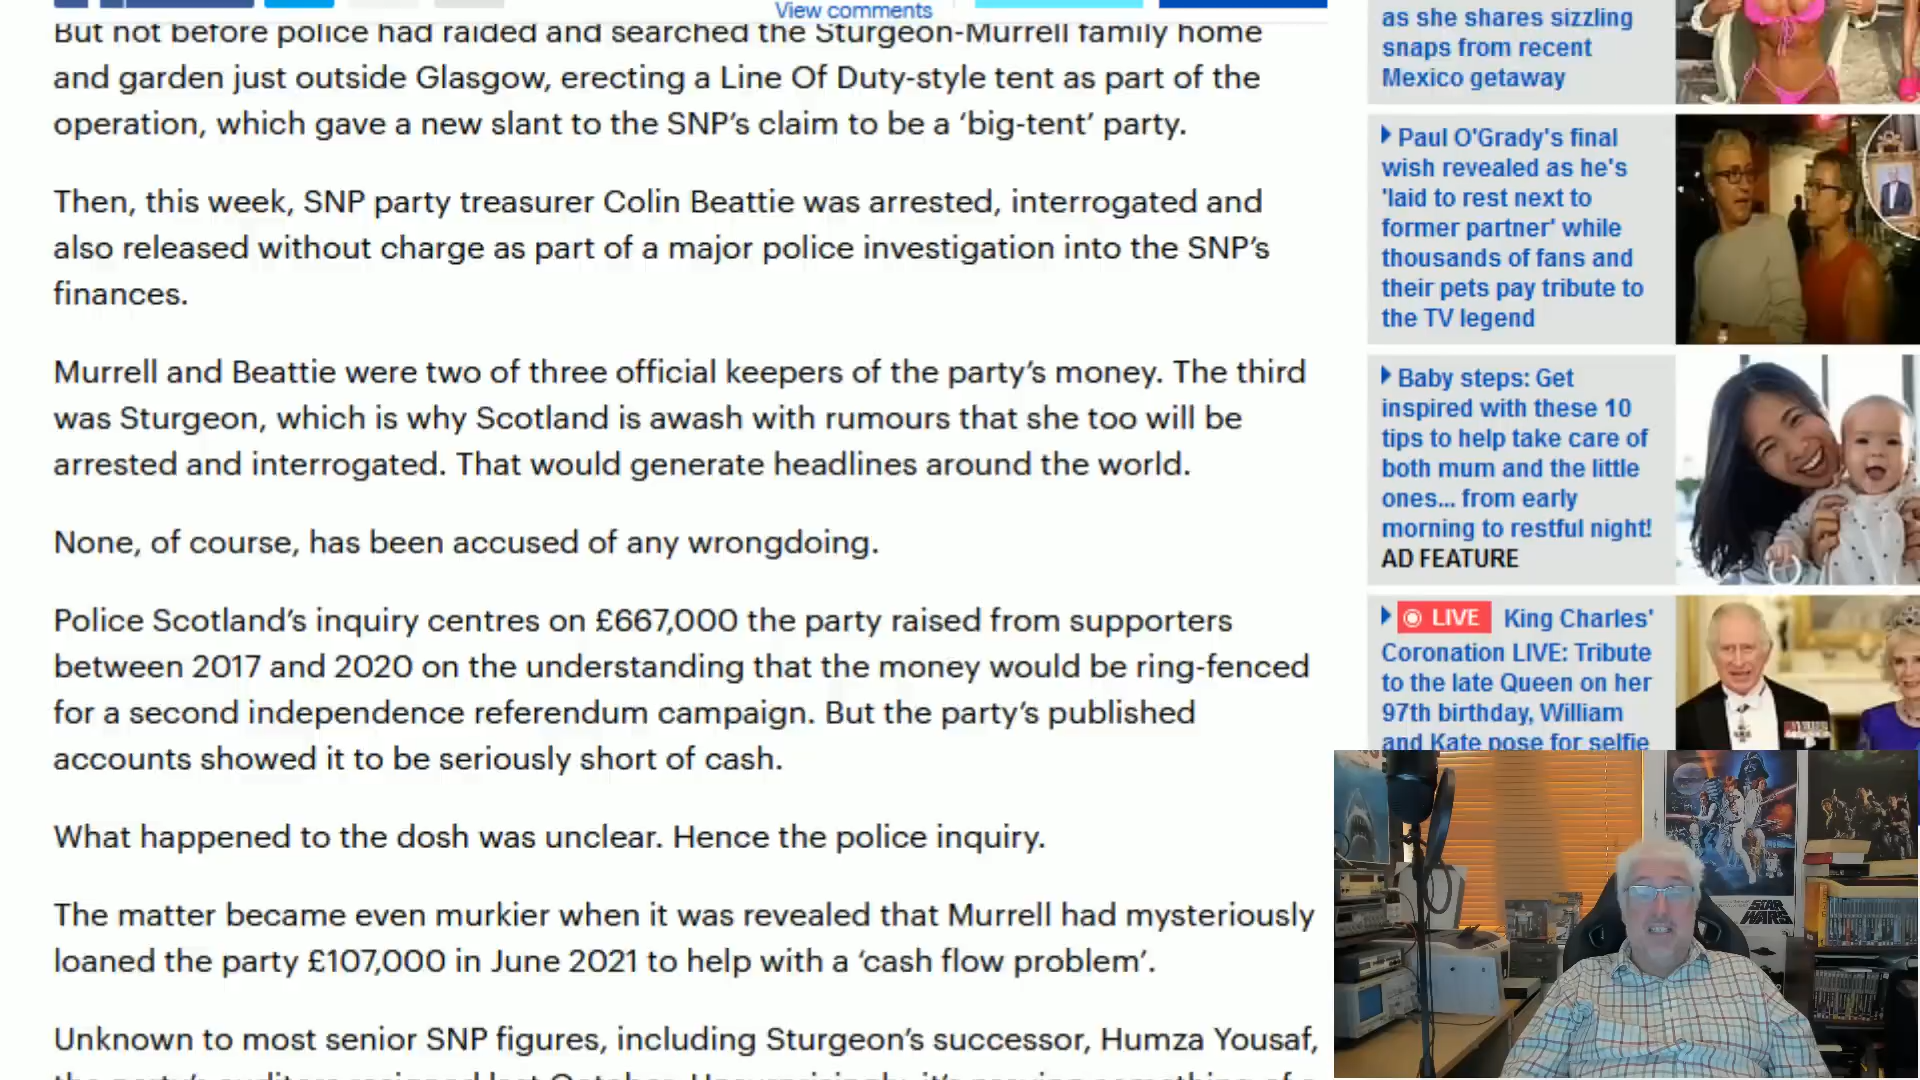 View comments
But not before police had raided and searched the Sturgeon-Murrell family home
and garden just outside Glasgow, erecting a Line Of Duty-style tent as part of the
operation, which gave a new slant to the SNP’s claim to be a ‘big-tent’ party.
Then, this week, SNP party treasurer Colin Beattie was arrested, interrogated and
also released without charge as part of a major police investigation into the SNP’s
finances.
Murrell and Beattie were two of three official keepers of the party’s money. The third
was Sturgeon, which is why Scotland is awash with rumours that she too will be
arrested and interrogated. That would generate headlines around the world.
None, of course, has been accused of any wrongdoing.
Police Scotland’s inquiry centres on £667,000 the party raised from supporters
between 2017 and 2020 on the understanding that the money would be ring-fenced
for a second independence referendum campaign. But the party’s published
accounts showed it to be seriously short of cash.
What happened to the dosh was unclear. Hence the police inquiry.
The matter became even murkier when it was revealed that Murrell had mysteriously
loaned the party £107,000 in June 2021 to help with a ‘cash flow problem’.
Unknown to most senior SNP figures, including Sturgeon’s successor, Humza Yousaf,
as she shares sizzling
snaps from recent
Mexico getaway
Paul O'Grady's final
wish revealed as he's
'laid to rest next to
former partner' while
thousands of fans and
their pets pay tribute to
the TV legend
Baby steps: Get
inspired with these 10
tips to help take care of
both mum and the little
ones... from early
morning to restful night!
AD FEATURE
LIVE King Charles'
Coronation LIVE: Tribute
to the late Queen on her
97th birthday, William
and Kate pose for selfie
STAR
WARS